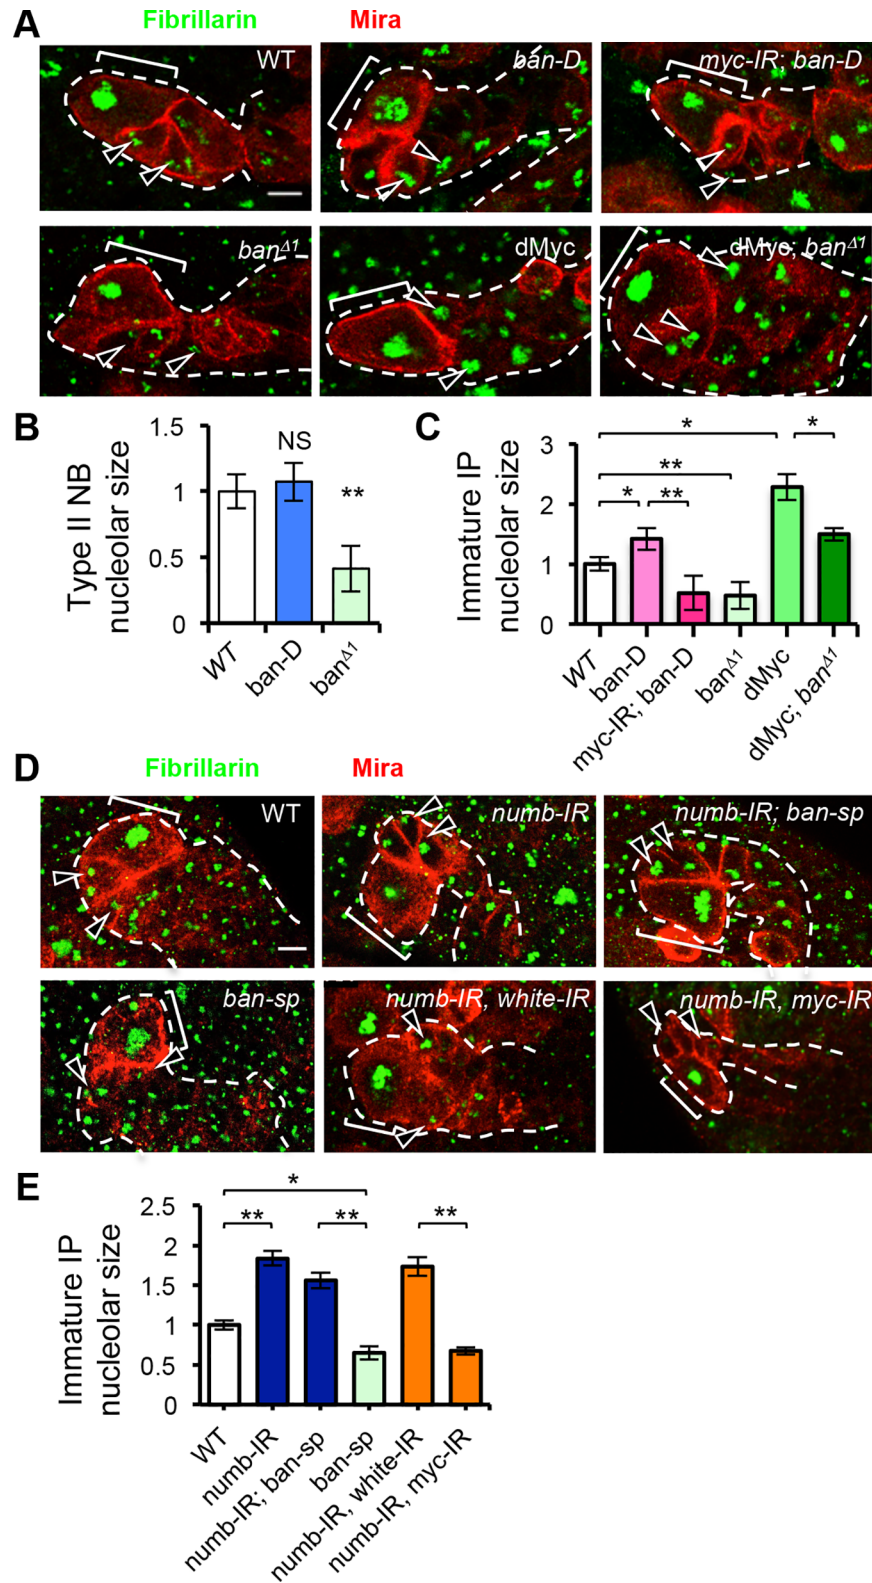 A
Fibrillarin Mira
WT ban-D myc-IR; ban-D
banΔ1 dMyc dMyc; banΔ1
B
Type II NB
nucleolar size
1.5
1
0.5
0
NS
**
WT ban-D banΔ1
C
Immature IP
nucleolar size
3
2
1
0
* *
**
* **
WT ban-D myc-IR; ban-D banΔ1 dMyc dMyc; banΔ1
D
Fibrillarin Mira
WT numb-IR numb-IR; ban-sp
ban-sp numb-IR, white-IR numb-IR, myc-IR
E
Immature IP
nucleolar size
2.5
2
1.5
1
0.5
0
*
** ** **
WT numb-IR numb-IR; ban-sp ban-sp numb-IR, white-IR numb-IR, myc-IR